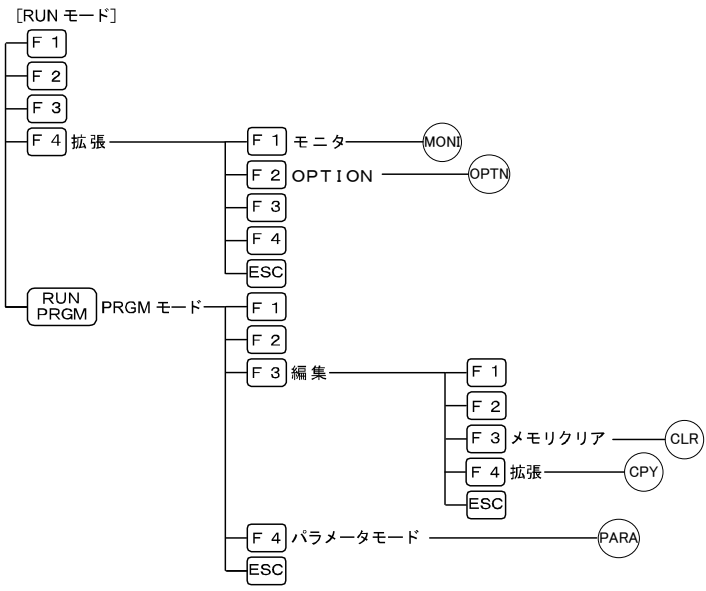 [RUN モード]
F 1
F 2
F 3
F 4 拡張
F 1 モニタ MONI
F 2 OPTION OPTN
F 3
F 4
ESC
RUN
PRGM
PRGM モード
F 1
F 2
F 3 編集
F 1
F 2
F 3 メモリクリア CLR
F 4 拡張 CPY
ESC
F 4 パラメータモード PARA
ESC